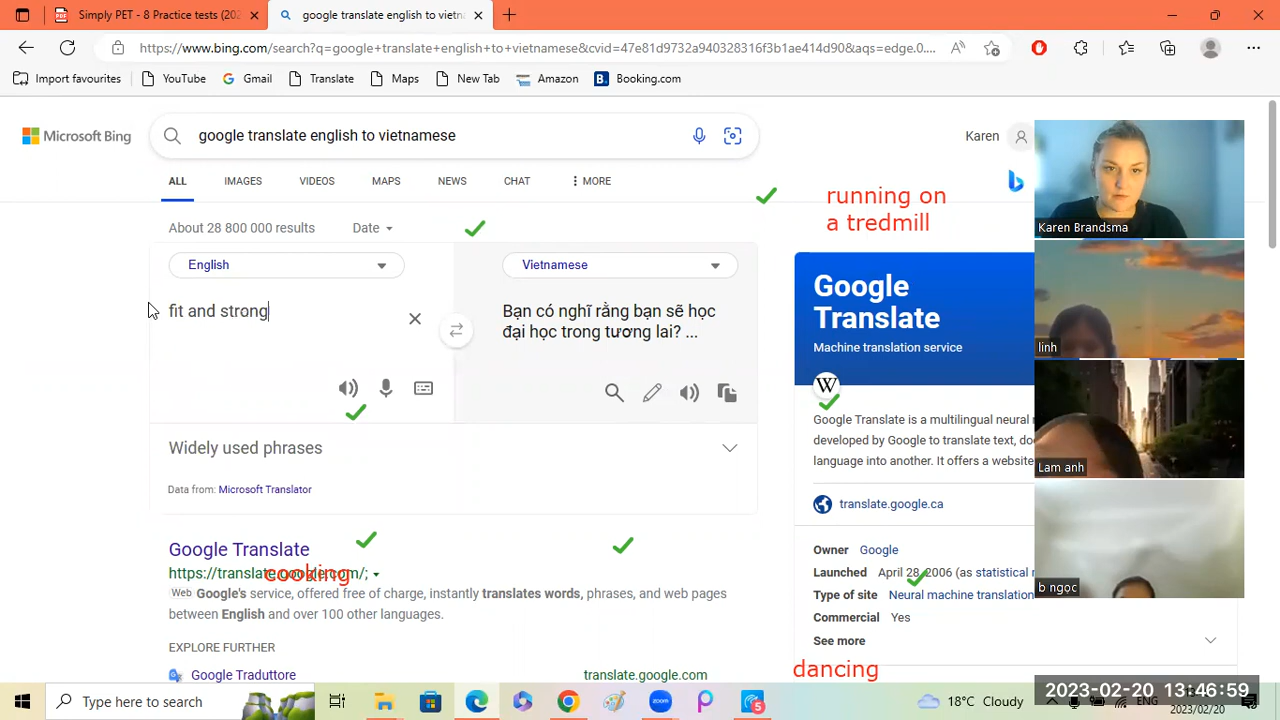 Simply PET - 8 Practice Tests (202
google translate english to vietn
https://www.bing.com/search?q=google+translate+english+to+vietnamese&cvid=47e81d9732a940328316f3b1ae414d90&aqs=edge.0....
Import favourites
YouTube
Gmail
Translate
Maps
New Tab
Amazon
Booking.com
Microsoft Bing
google translate english to vietnamese
Karen
ALL
IMAGES
VIDEOS
MAPS
NEWS
CHAT
MORE
About 28 800 000 results
Date
running on
a tredmill
English
Vietnamese
fit and strong
Bạn có nghĩ rằng bạn sẽ học
đại học trong tương lai? ...
Widely used phrases
Data from: Microsoft Translator
Google Translate
https://translate.google.com/;
cooking
Web Google's service, offered free of charge, instantly translates words, phrases, and web pages
between English and over 100 other languages.
EXPLORE FURTHER
Google Traduttore
translate.google.com
Google
Translate
Machine translation service
W
Google Translate is a multilingual neural
developed by Google to translate text, do
language into another. It offers a website
translate.google.ca
Owner Google
Launched April 28, 2006 (as statistical
Type of site Neural machine translation
Commercial Yes
See more
dancing
Karen Brandsma
linh
Lam anh
b ngọc
Type here to search
zoom
5
18°C Cloudy
ENG
2023-02-20 13:46:59
2023/02/20